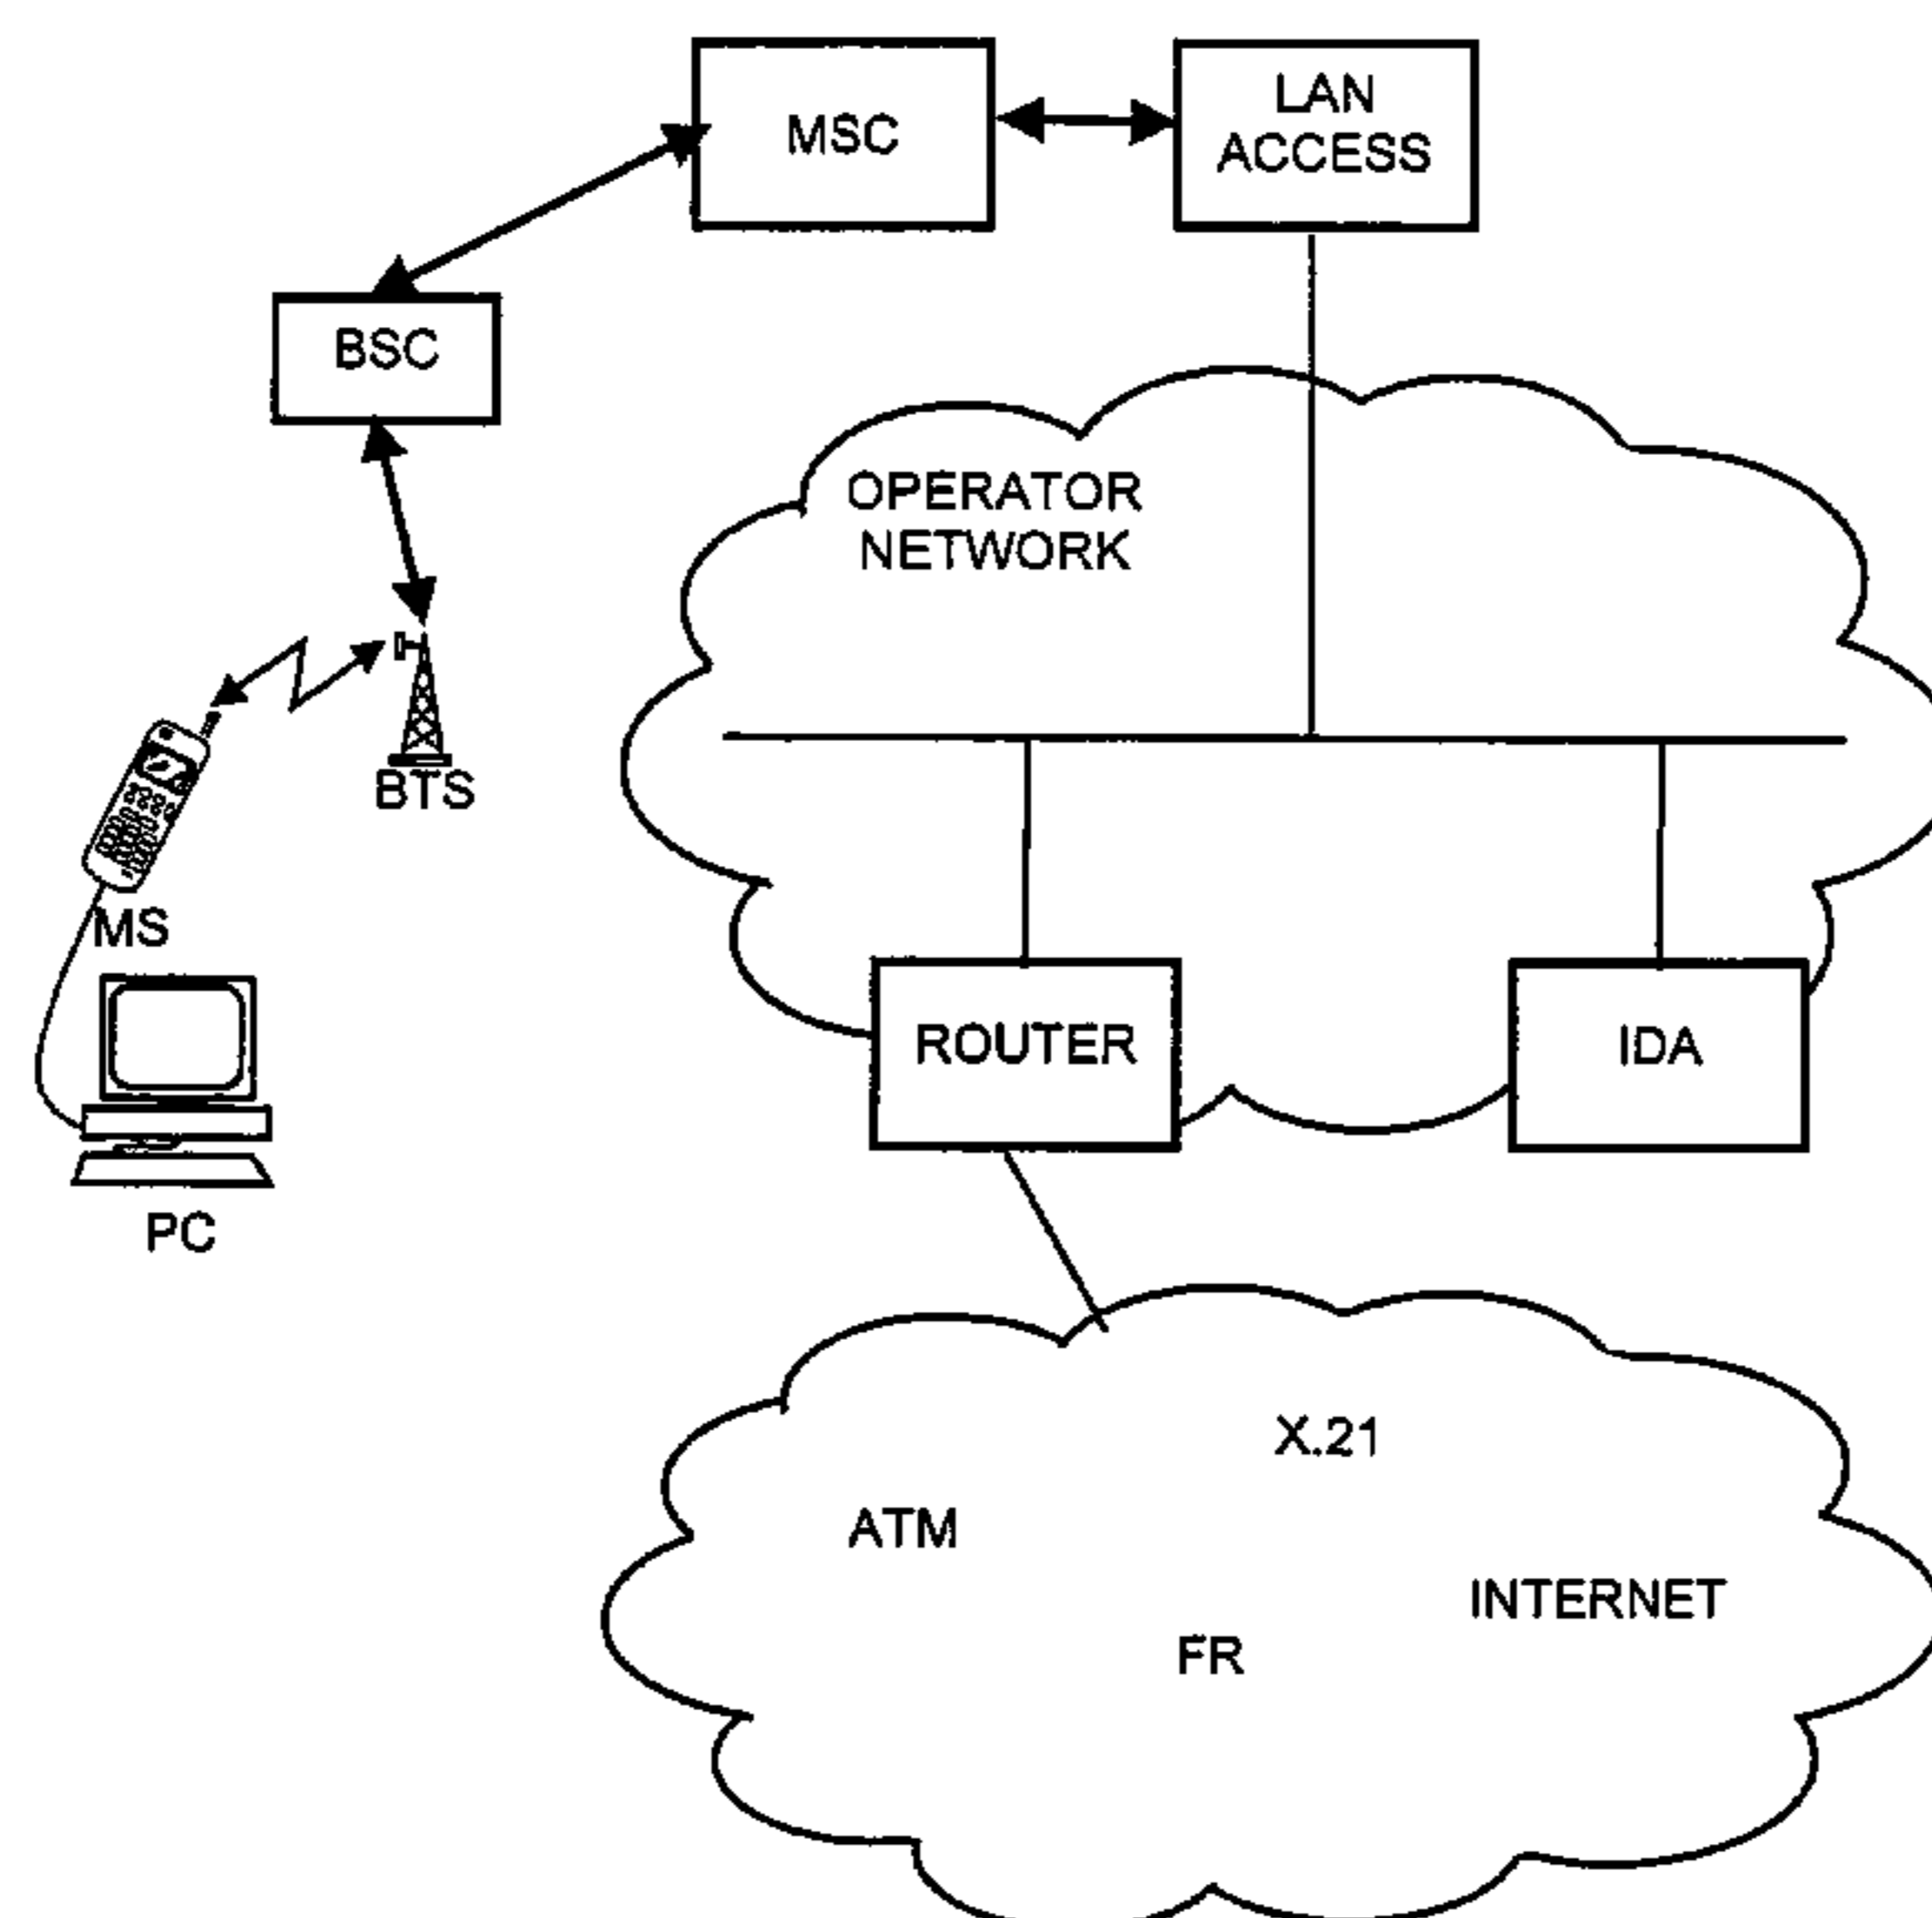 MSC
LAN
ACCESS
BSC
OPERATOR
NETWORK
BTS
MS
ROUTER
IDA
PC
X.21
ATM
INTERNET
FR